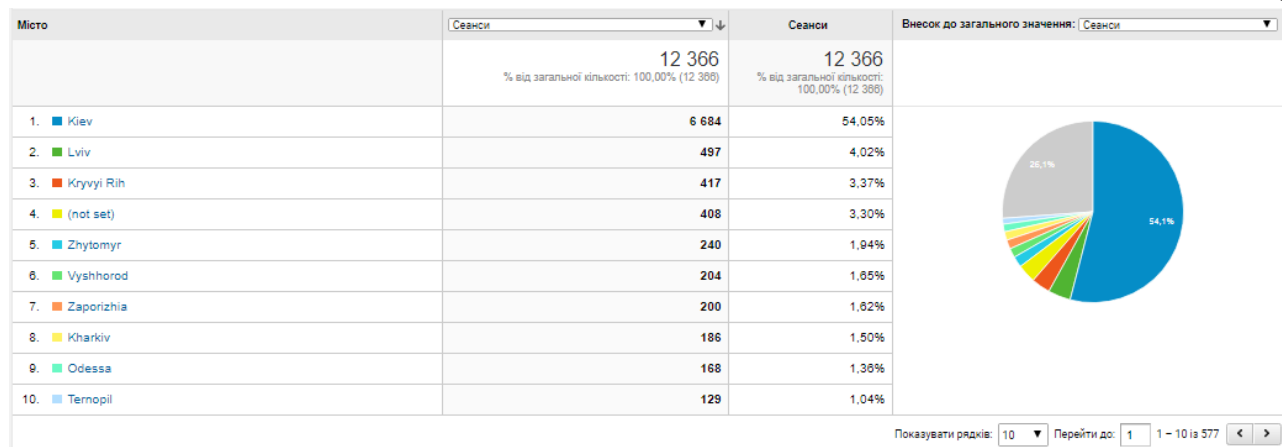 Місто Сеанси Сеанси Внесок до загального значення: Сеанси
12 366 12 366
% від загальної кількості: 100,00% (12 366) % від загальної кількості:
100,00% (12 366)
1. Kiev 6 684 54,05%
2. Lviv 497 4,02%
3. Kryvyi Rih 417 3,37%
4. (not set) 408 3,30%
5. Zhytomyr 240 1,94%
6. Vyshhorod 204 1,65%
7. Zaporizhia 200 1,62%
8. Kharkiv 186 1,50%
9. Odessa 168 1,36%
10. Ternopil 129 1,04%
26,1%
54,1%
Показувати рядків: 10 Перейти до: 1 1 – 10 із 577